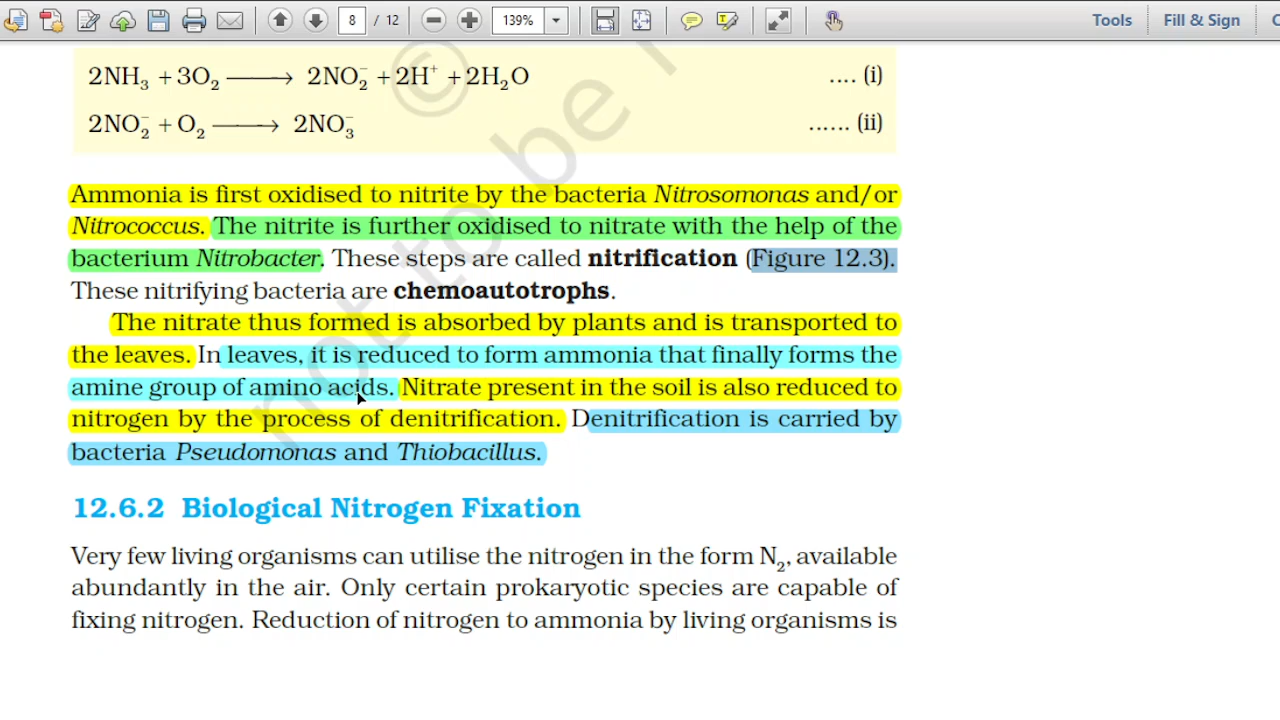 8 / 12 139% Tools Fill & Sign C
2NH₃ + 3O₂ ⟶ 2NO₂⁻ + 2H⁺ + 2H₂O .... (i)
2NO₂⁻ + O₂ ⟶ 2NO₃⁻ ...... (ii)
Ammonia is first oxidised to nitrite by the bacteria Nitrosomonas and/or
Nitrococcus. The nitrite is further oxidised to nitrate with the help of the
bacterium Nitrobacter. These steps are called nitrification (Figure 12.3).
These nitrifying bacteria are chemoautotrophs.
The nitrate thus formed is absorbed by plants and is transported to
the leaves. In leaves, it is reduced to form ammonia that finally forms the
amine group of amino acids. Nitrate present in the soil is also reduced to
nitrogen by the process of denitrification. Denitrification is carried by
bacteria Pseudomonas and Thiobacillus.
12.6.2 Biological Nitrogen Fixation
Very few living organisms can utilise the nitrogen in the form N₂, available
abundantly in the air. Only certain prokaryotic species are capable of
fixing nitrogen. Reduction of nitrogen to ammonia by living organisms is
© not to be r